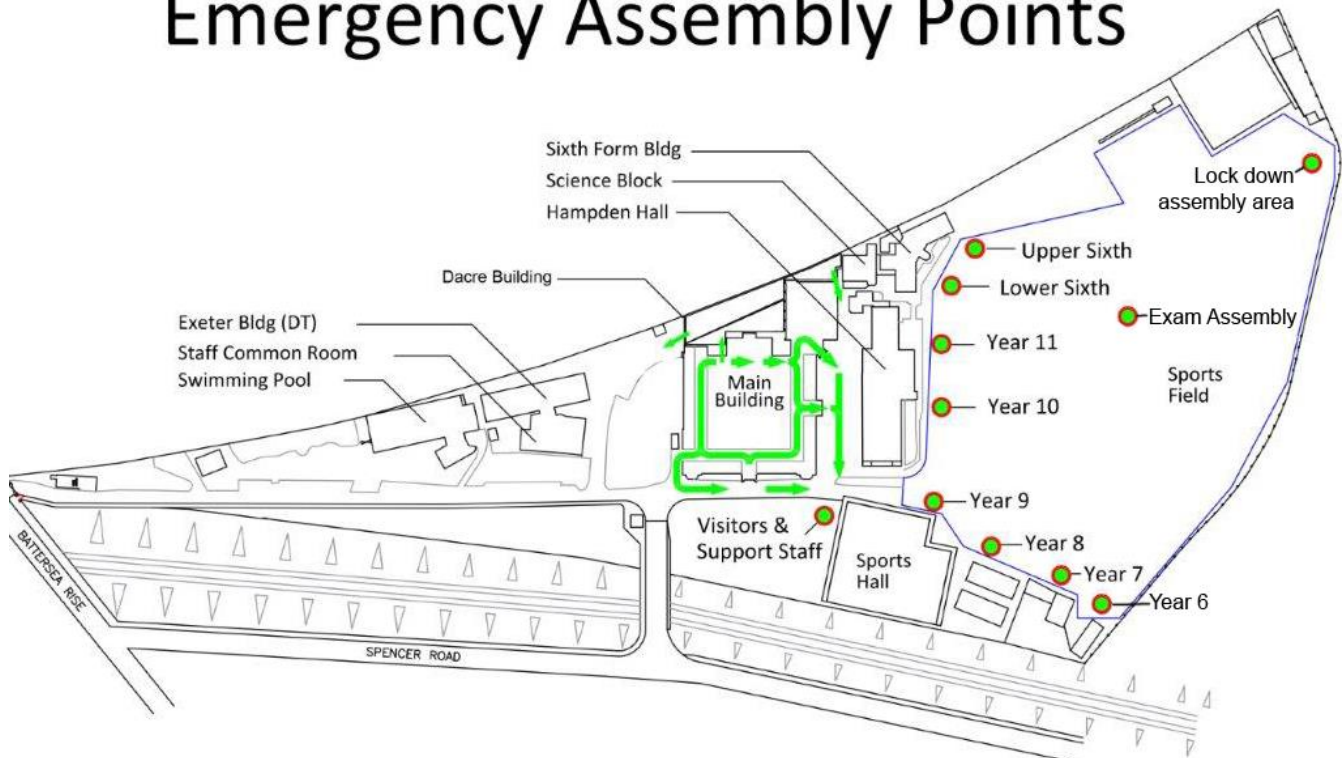 Emergency Assembly Points
Sixth Form Bldg
Science Block
Hampden Hall
Dacre Building
Exeter Bldg (DT)
Staff Common Room
Swimming Pool
Main
Building
Lock down
assembly area
Upper Sixth
Lower Sixth
Exam Assembly
Year 11
Year 10
Sports
Field
Year 9
Year 8
Year 7
Year 6
Visitors &
Support Staff
Sports
Hall
BATTERSEA RISE
SPENCER ROAD